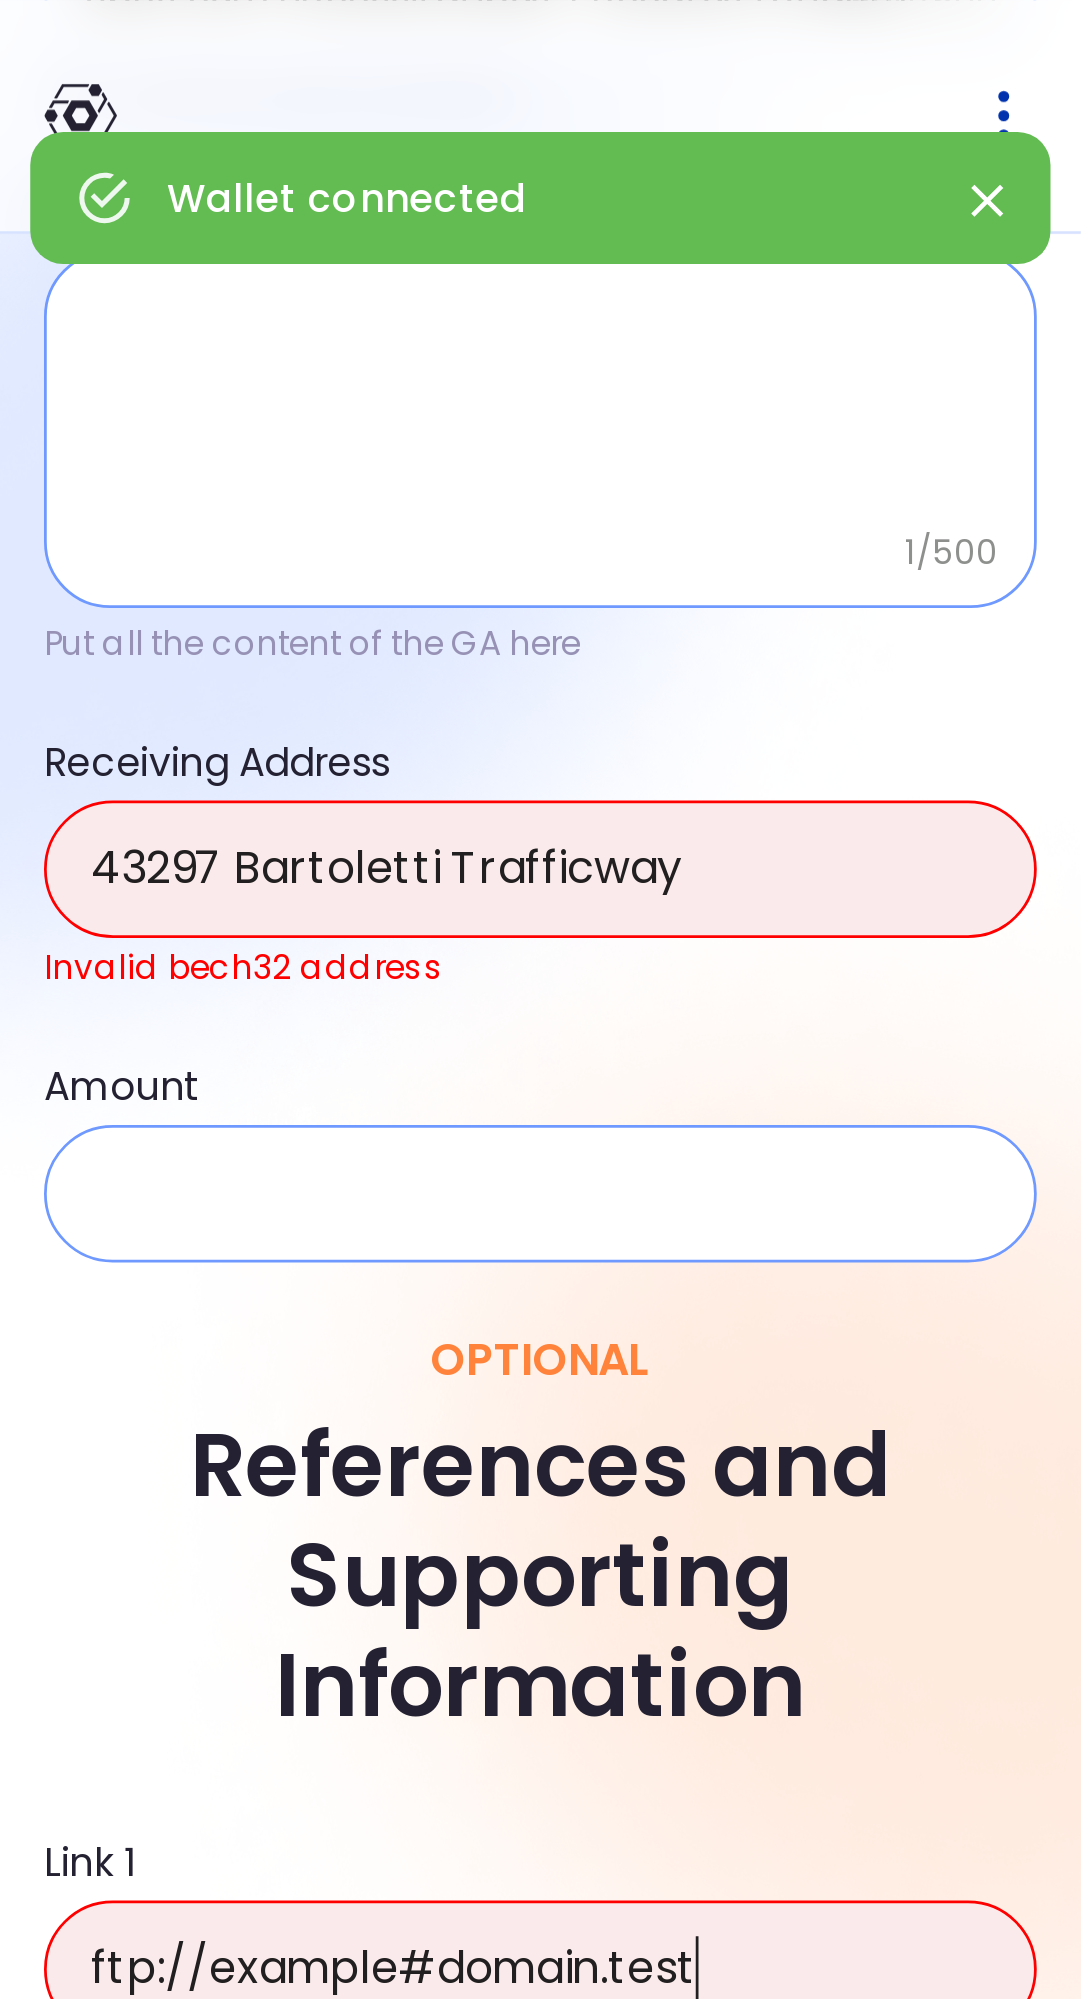 Wallet connected
1/500
Put all the content of the GA here
Receiving Address
43297 Bartoletti Trafficway
Invalid bech32 address
Amount
OPTIONAL
References and
Supporting
Information
Link 1
ftp://example#domain.test